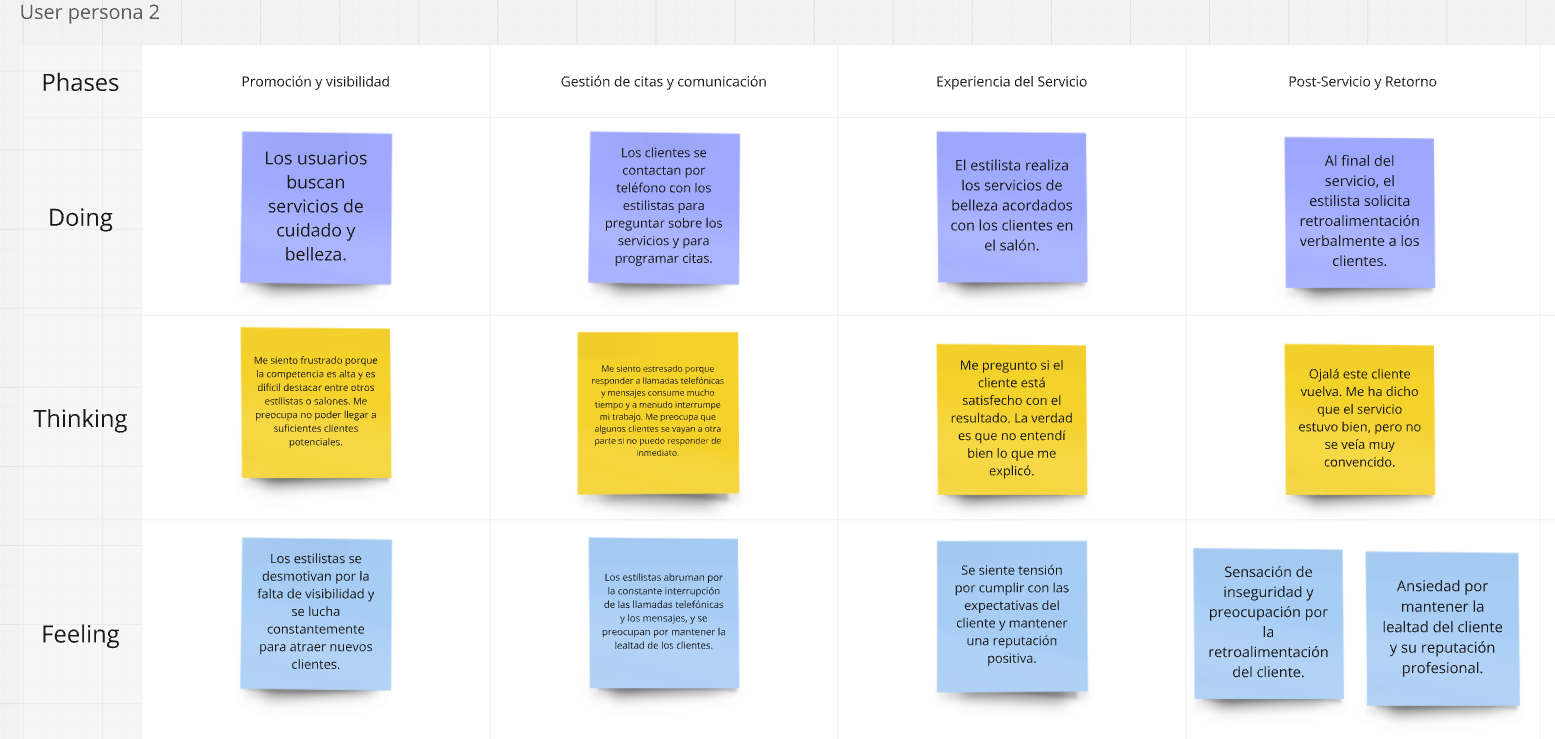 User persona 2
Phases
Promoción y visibilidad
Gestión de citas y comunicación
Experiencia del Servicio
Post-Servicio y Retorno
Doing
Los usuarios
buscan
servicios de
cuidado y
belleza.
Los clientes se
contactan por
teléfono con los
estilistas para
preguntar sobre los
servicios y para
programar citas.
El estilista realiza
los servicios de
belleza acordados
con los clientes en
el salón.
Al final del
servicio, el
estilista solicita
retroalimentación
verbalmente a los
clientes.
Thinking
Me siento frustrado porque
la competencia es alta y es
difícil destacar entre otros
estilistas o salones. Me
preocupa no poder llegar a
suficientes clientes
potenciales.
Me siento estresado porque
responder a llamadas telefónicas
y mensajes consume mucho
tiempo y a menudo interrumpe
mi trabajo. Me preocupa que
algunos clientes se vayan a otra
parte si no puedo responder de
inmediato.
Me pregunto si el
cliente está
satisfecho con el
resultado. La verdad
es que no entendí
bien lo que me
explicó.
Ojalá este cliente
vuelva. Me ha dicho
que el servicio
estuvo bien, pero no
se veía muy
convencido.
Feeling
Los estilistas se
desmotivan por la
falta de visibilidad y
se lucha
constantemente
para atraer nuevos
clientes.
Los estilistas abruman por
la constante interrupción
de las llamadas telefónicas
y los mensajes, y se
preocupan por mantener la
lealtad de los clientes.
Se siente tensión
por cumplir con las
expectativas del
cliente y mantener
una reputación
positiva.
Sensación de
inseguridad y
preocupación por
la
retroalimentación
del cliente.
Ansiedad por
mantener la
lealtad del cliente
y su reputación
profesional.